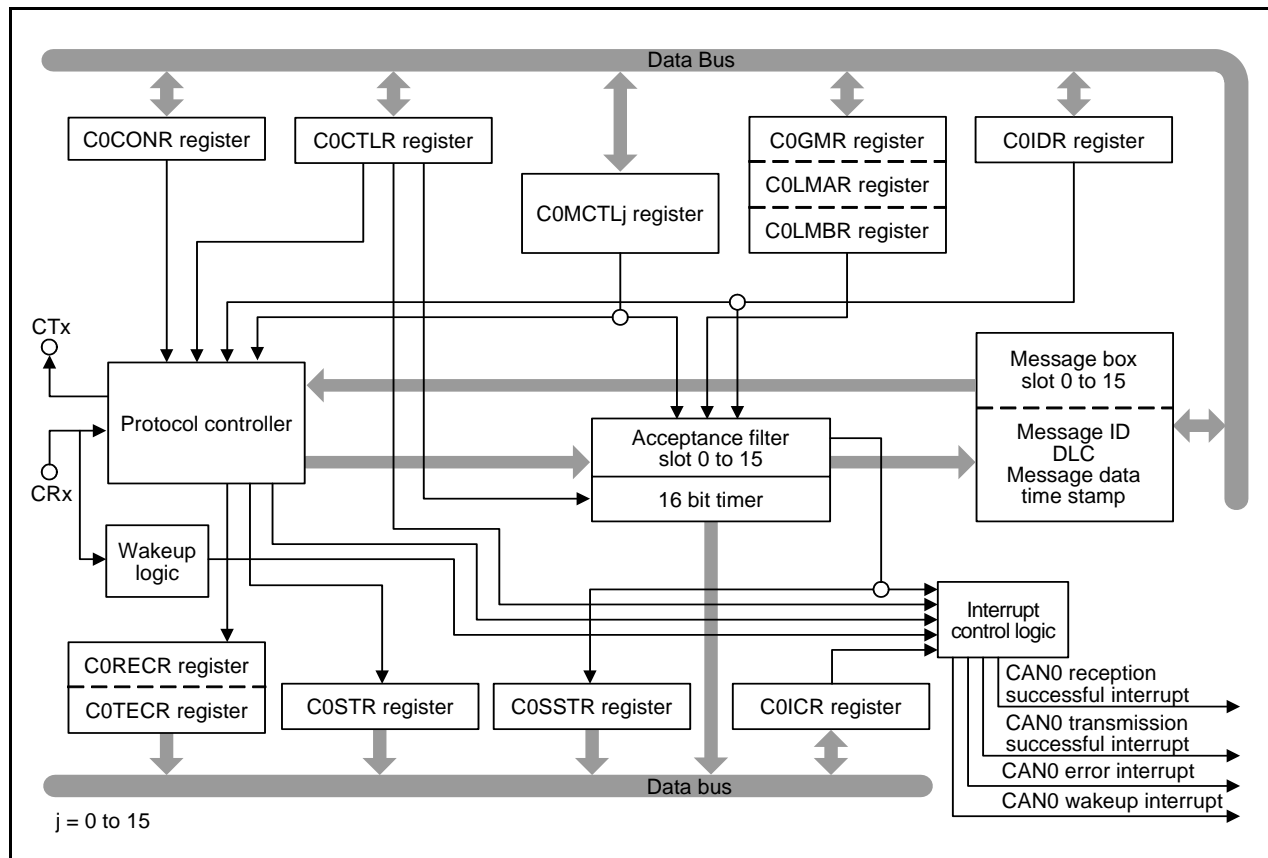 Data Bus
C0CONR register
C0CTLR register
C0MCTLj register
C0GMR register
C0LMAR register
C0LMBR register
C0IDR register
CTx
CRx
Protocol controller
Acceptance filter
slot 0 to 15
16 bit timer
Message box
slot 0 to 15
Message ID
DLC
Message data
time stamp
Wakeup
logic
Interrupt
control logic
C0RECR register
C0TECR register
C0STR register
C0SSTR register
C0ICR register
CAN0 reception
successful interrupt
CAN0 transmission
successful interrupt
CAN0 error interrupt
CAN0 wakeup interrupt
Data bus
j = 0 to 15